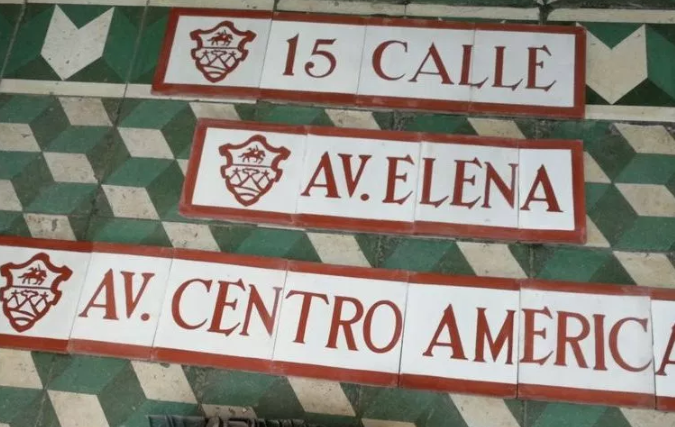 15 CALLE
AV. ELENA
AV. CENTRO AMERICA